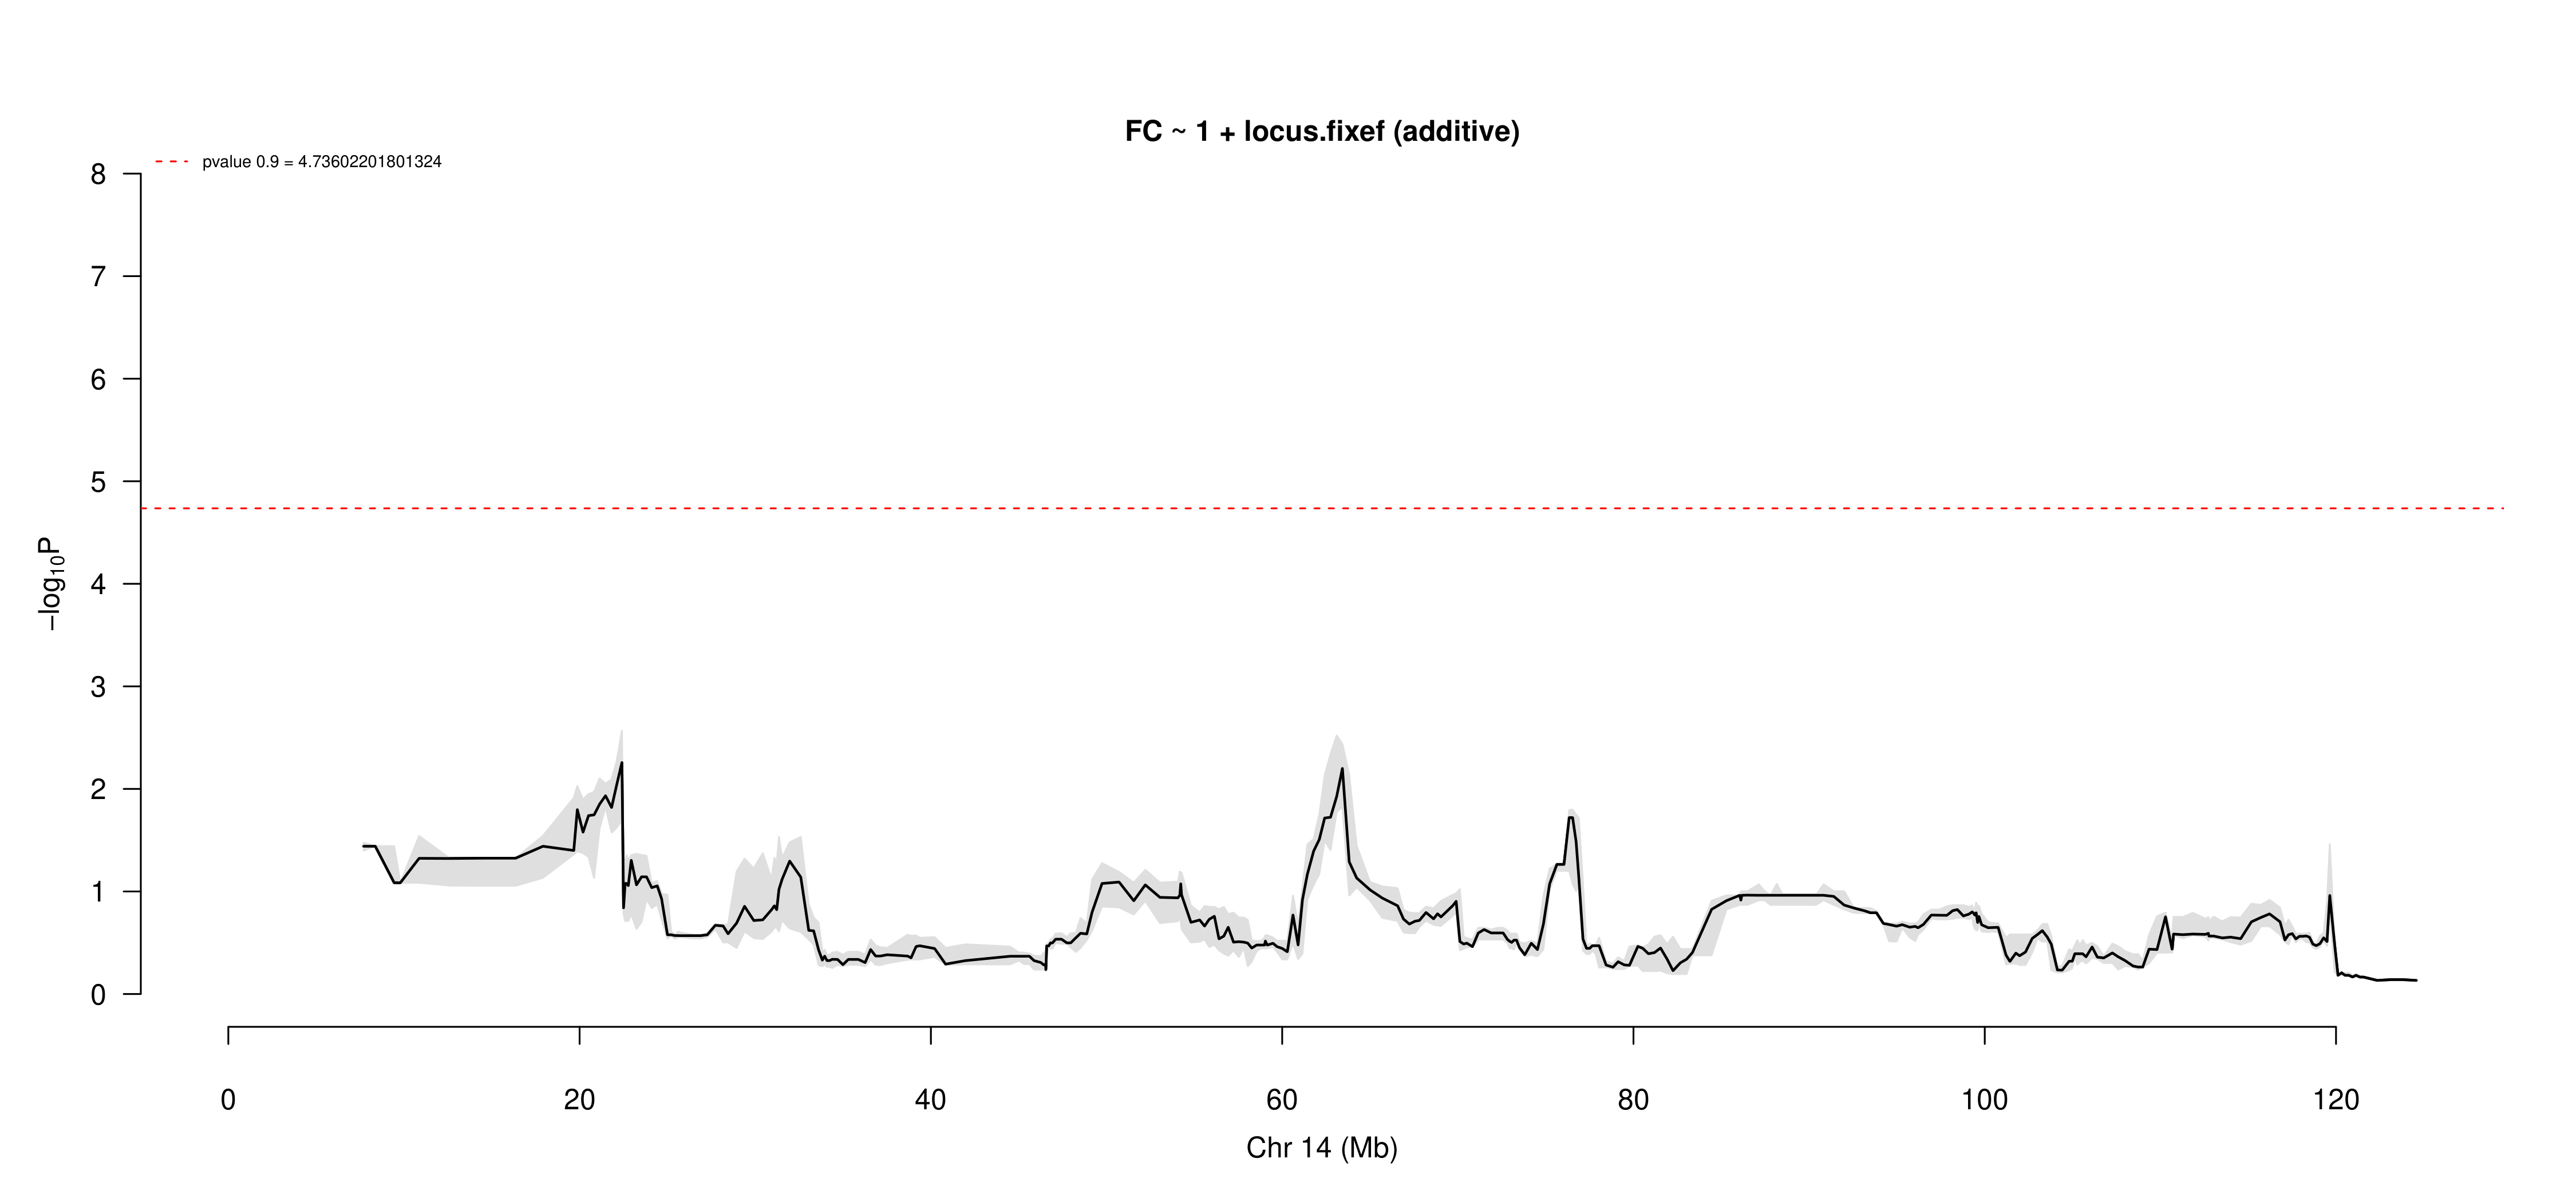 FC ~ 1 + locus.fixef (additive)
pvalue 0.9 = 4.73602201801324
8
7
6
5
4
3
2
1
0
−log10P
0 20 40 60 80 100 120
Chr 14 (Mb)